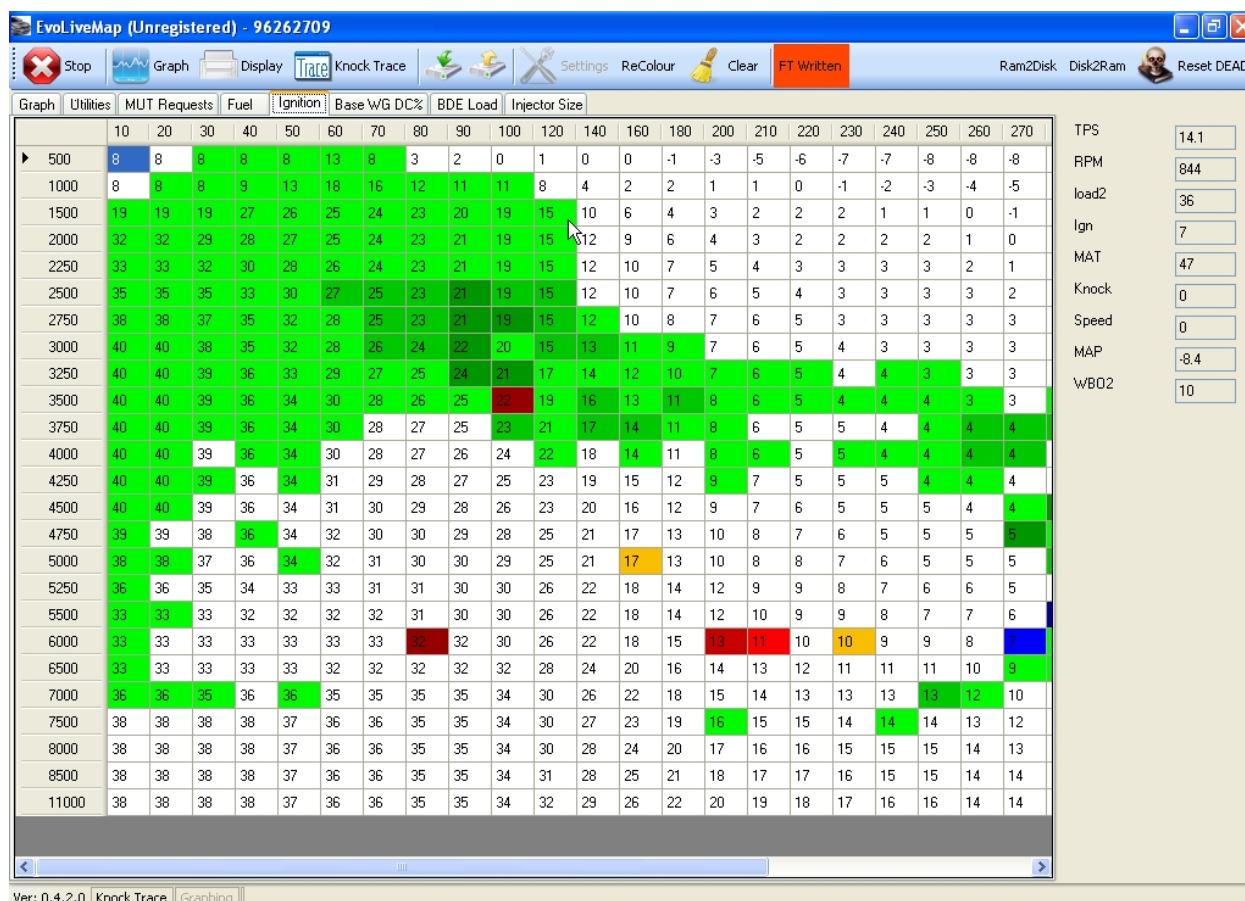 EvoLiveMap (Unregistered) - 96262709
Stop Graph Display Trace Knock Trace Settings ReColour Clear FT Written Ram2Disk Disk2Ram Reset DEAD
Graph Utilities MUT Requests Fuel Ignition Base WG DC% BDE Load Injector Size
10 20 30 40 50 60 70 80 90 100 120 140 160 180 200 210 220 230 240 250 260 270
500 8 8 8 8 8 13 8 3 2 0 1 0 0 -1 -3 -5 -6 -7 -7 -8 -8 -8
1000 8 8 8 9 13 18 16 12 11 11 8 4 2 2 1 1 0 -1 -2 -3 -4 -5
1500 19 19 19 27 26 25 24 23 20 19 15 10 6 4 3 2 2 2 1 1 0 -1
2000 32 32 29 28 27 25 24 23 21 19 15 12 9 6 4 3 2 2 2 2 1 0
2250 33 33 32 30 28 26 24 23 21 19 15 12 10 7 5 4 3 3 3 3 2 1
2500 35 35 35 33 30 27 25 23 21 19 15 12 10 7 6 5 4 3 3 3 3 2
2750 38 38 37 35 32 28 25 23 21 19 15 12 10 8 7 6 5 3 3 3 3 3
3000 40 40 38 35 32 28 26 24 22 20 15 13 11 9 7 6 5 4 3 3 3 3
3250 40 40 39 36 33 29 27 25 24 21 17 14 12 10 7 6 5 4 4 3 3 3
3500 40 40 39 36 34 30 28 26 25 22 19 16 13 11 8 6 5 4 4 4 3 3
3750 40 40 39 36 34 30 28 27 25 23 21 17 14 11 8 6 5 5 4 4 4 4
4000 40 40 39 36 34 30 28 27 26 24 22 18 14 11 8 6 5 5 4 4 4 4
4250 40 40 39 36 34 31 29 28 27 25 23 19 15 12 9 7 5 5 5 4 4 4
4500 40 40 39 36 34 31 30 29 28 26 23 20 16 12 9 7 6 5 5 5 4 4
4750 39 39 38 36 34 32 30 30 29 28 25 21 17 13 10 8 7 6 5 5 5 5
5000 38 38 37 36 34 32 31 30 30 29 25 21 17 13 10 8 8 7 6 5 5 5
5250 36 36 35 34 33 33 31 31 30 30 26 22 18 14 12 9 9 8 7 6 6 5
5500 33 33 33 32 32 32 32 31 30 30 26 22 18 14 12 10 9 9 8 7 7 6
6000 33 33 33 33 33 33 33 32 32 30 26 22 18 15 13 11 10 10 9 9 8 7
6500 33 33 33 33 33 32 32 32 32 32 28 24 20 16 14 13 12 11 11 11 10 9
7000 36 36 35 36 36 35 35 35 34 30 26 22 18 15 14 13 13 13 13 12 10
7500 38 38 38 38 37 36 36 35 35 34 30 27 23 19 16 15 15 14 14 14 13 12
8000 38 38 38 38 37 36 36 35 35 34 30 28 24 20 17 16 16 15 15 15 14 13
8500 38 38 38 38 37 36 36 35 35 34 31 28 25 21 18 17 17 16 15 15 14 14
11000 38 38 38 38 37 36 36 35 35 34 32 29 26 22 20 19 18 17 16 16 14 14
TPS 14.1
RPM 844
load2 36
Ign 7
MAT 47
Knock 0
Speed 0
MAP -8.4
WBO2 10
Ver: 0.4.2.0 Knock Trace Graphing